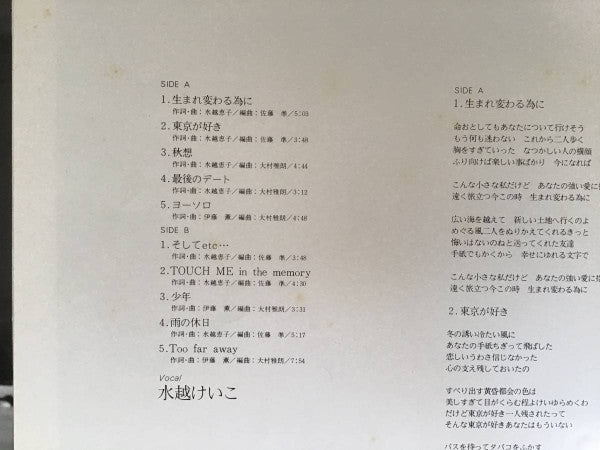 SIDE A
1.生まれ変わる為に
作詞・曲:水越恵子/編曲:佐藤 準/5:03
2.東京が好き
作詞・曲:水越恵子/編曲:佐藤 準/3:48
3.秋想
作詞・曲:水越恵子/編曲:大村雅朗/4:44
4.最後のデート
作詞・曲:水越恵子/編曲:大村雅朗/3:12
5.ヨーソロ
作詞・曲:伊藤 薫/編曲:大村雅朗/4:46
SIDE B
1.そしてetc…
作詞・曲:水越恵子/編曲:佐藤 準/3:48
2.TOUCH ME in the memory
作詞・曲:水越恵子/編曲:佐藤 準/4:30
3.少年
作詞・曲:伊藤 薫/編曲:大村雅朗/3:31
4.雨の休日
作詞・曲:水越恵子/編曲:佐藤 準/5:17
5.Too far away
作詞・曲:伊藤 薫/編曲:大村雅朗/7:54
Vocal
水越けいこ
SIDE A
1.生まれ変わる為に
命おとしてもあなたについて行けそう
もう何も迷わない これから二人歩く
胸をすぎていった なつかしい人の横顔
ふり向けば楽しい事ばかり 今になれば
こんな小さな私だけど あなたの強い愛に
遠く旅立つ今この時 生まれ変わる為に
広い海を越えて 新しい土地へ行くのよ
めぐる風二人をぬりかえてくれるきっと
悔いはないのねと送ってくれた友達
手紙でもかくから 幸せにゆれる文字で
こんな小さな私だけど あなたの強い愛に
遠く旅立つ今この時 生まれ変わる為に
2.東京が好き
冬の誘い冷たい風に
あなたの手紙ちぎって飛ばした
恋しいうわさ信じなかった
心の支え残しておいたの
すべり出す黄昏都会の色は
美しすぎて目がくらむ程よけいゆらめくわ
だけど東京が好き一人残されたって
そんな東京好きあなたはもういない
バスを待ってタバコをふかす